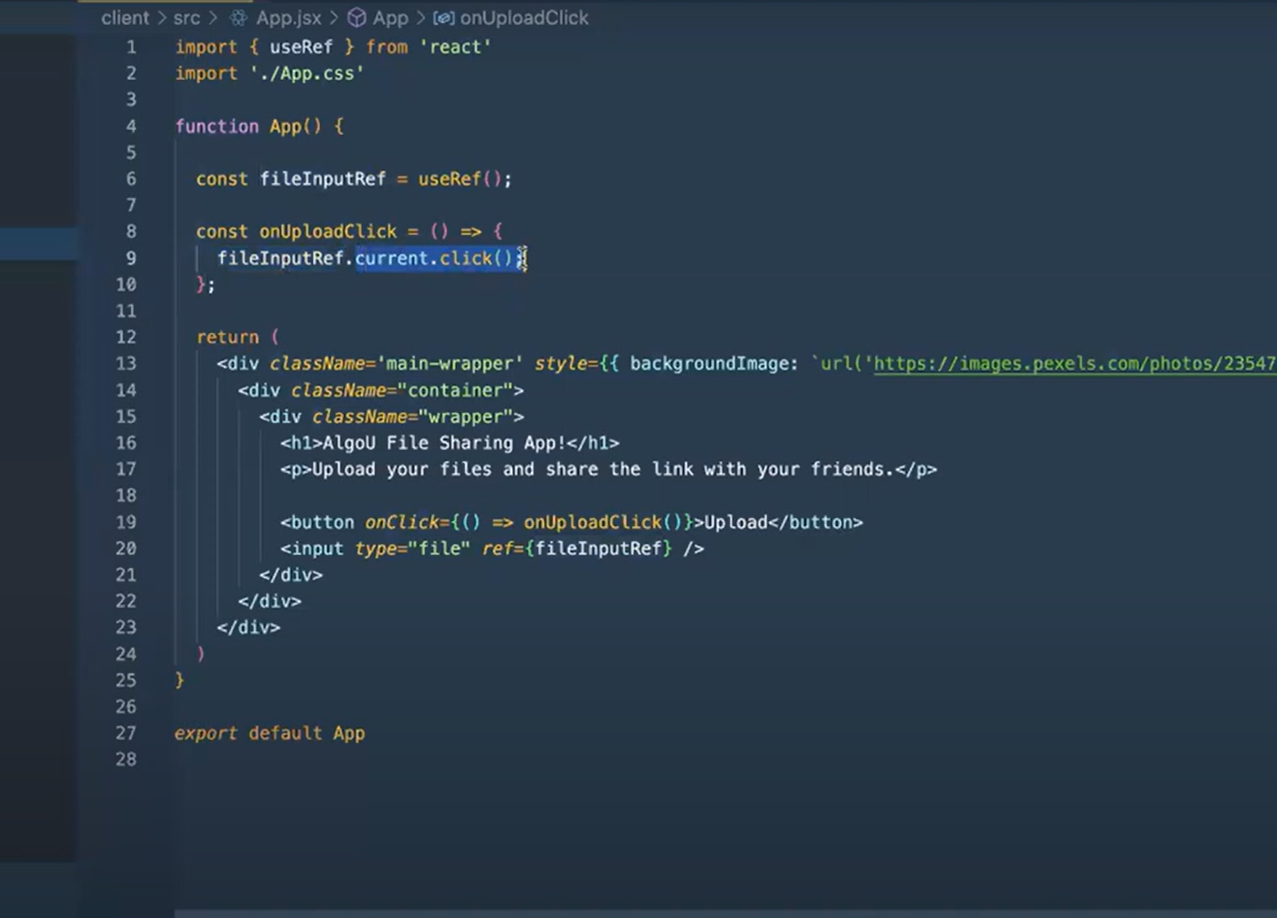 client > src > App.jsx > App > onUploadClick
1 import { useRef } from 'react'
2 import './App.css'
3
4 function App() {
5
6 const fileInputRef = useRef();
7
8 const onUploadClick = () => {
9 fileInputRef.current.click();
10 };
11
12 return (
13 <div className='main-wrapper' style={{ backgroundImage: `url('https://images.pexels.com/photos/23547
14 <div className="container">
15 <div className="wrapper">
16 <h1>AlgoU File Sharing App!</h1>
17 <p>Upload your files and share the link with your friends.</p>
18
19 <button onClick={() => onUploadClick()}>Upload</button>
20 <input type="file" ref={fileInputRef} />
21 </div>
22 </div>
23 </div>
24 )
25 }
26
27 export default App
28